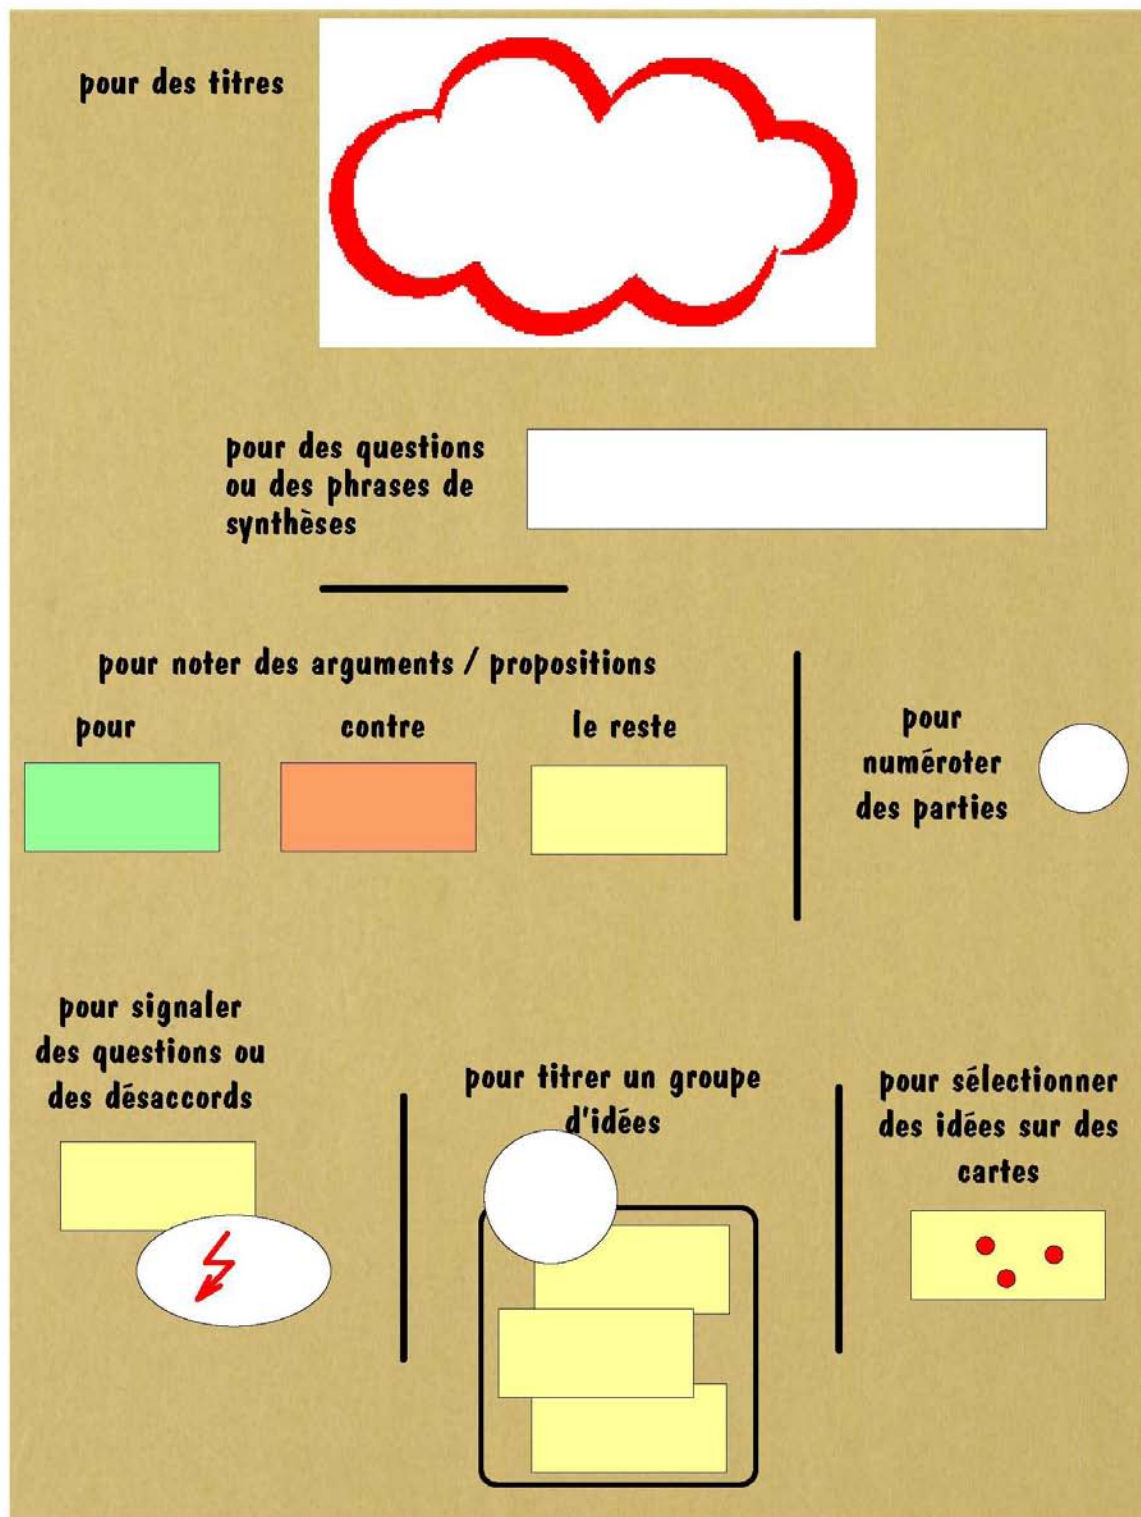 pour des titres
pour des questions
ou des phrases de
synthèses
pour noter des arguments / propositions
pour
contre
le reste
pour
numéroter
des parties
pour signaler
des questions ou
des désaccords
pour titrer un groupe
d'idées
pour sélectionner
des idées sur des
cartes